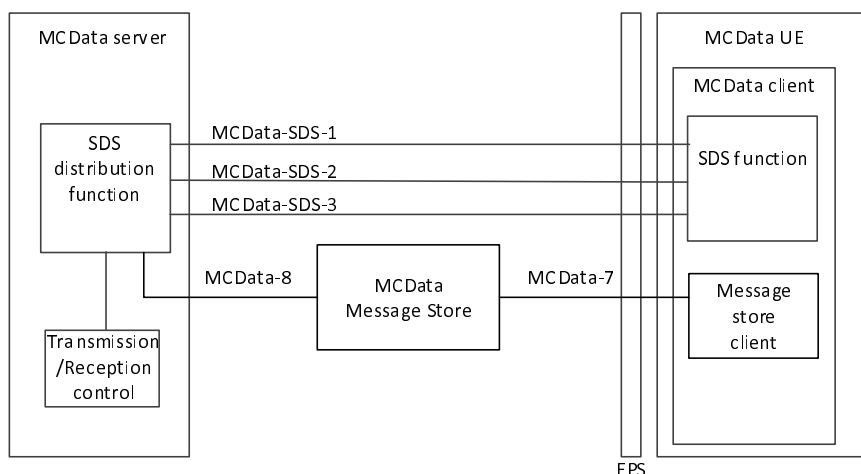 MCData server
MCData UE
MCData client
SDS
distribution
function
MCData-SDS-1
MCData-SDS-2
MCData-SDS-3
SDS function
MCData-8
MCData
Message Store
MCData-7
Message
store
client
Transmission
/Reception
control
EPS